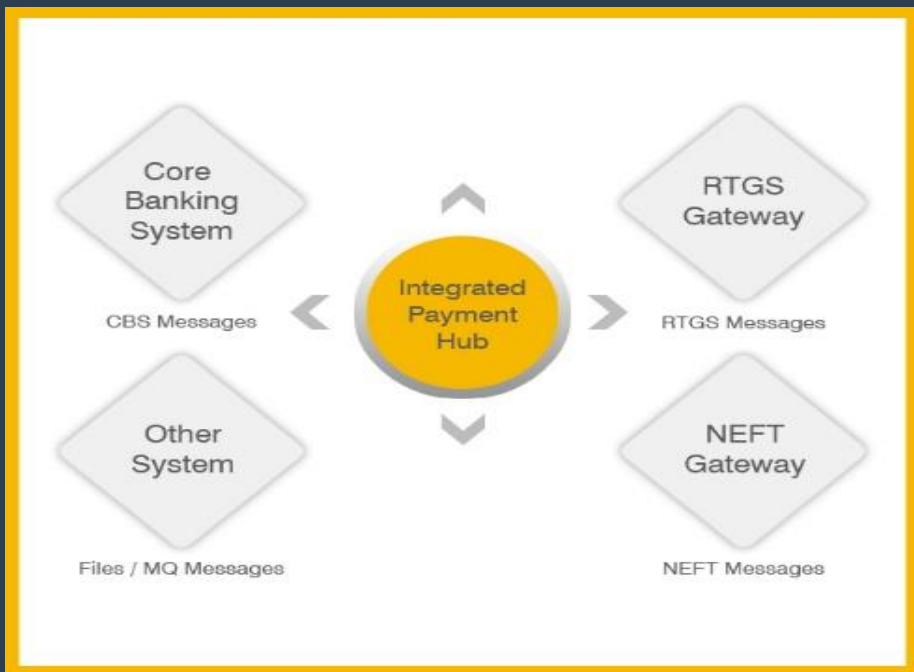 Core
Banking
System
CBS Messages
Other
System
Files / MQ Messages
Integrated
Payment
Hub
RTGS
Gateway
RTGS Messages
NEFT
Gateway
NEFT Messages